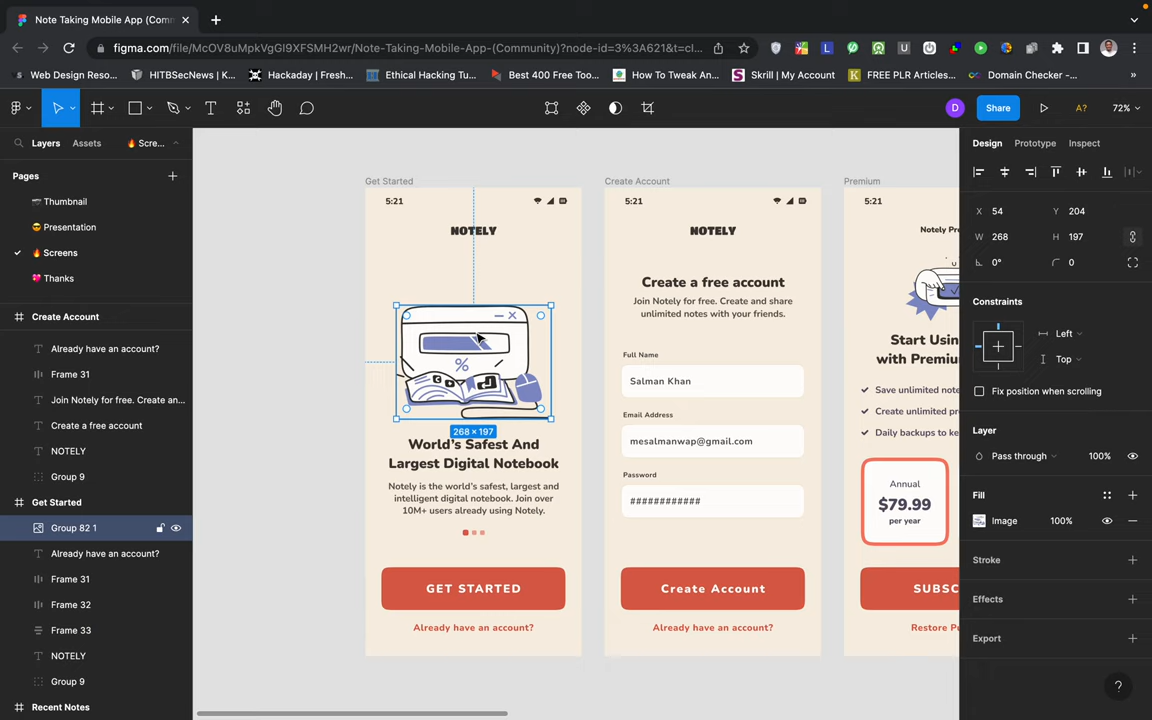 Note Taking Mobile App (Comm
figma.com/file/McOV8uMpkVgGI9XFSMH2wr/Note-Taking-Mobile-App-(Community)?node-id=3%3A621&t=cl...
Web Design Reso...
HITBSecNews | K...
Hackaday | Fresh...
Ethical Hacking Tu...
Best 400 Free Too...
How To Tweak An...
Skrill | My Account
FREE PLR Articles...
Domain Checker -...
»
D
Share
A?
72%
Layers
Assets
Scree...
Pages
Thumbnail
Presentation
Screens
Thanks
Create Account
Already have an account?
Frame 31
Join Notely for free. Create an...
Create a free account
NOTELY
Group 9
Get Started
Group 82 1
Already have an account?
Frame 31
Frame 32
Frame 33
NOTELY
Group 9
Recent Notes
Get Started
5:21
NOTELY
%
268 × 197
World's Safest And
Largest Digital Notebook
Notely is the world's safest, largest and
intelligent digital notebook. Join over
10M+ users already using Notely.
GET STARTED
Already have an account?
Create Account
5:21
NOTELY
Create a free account
Join Notely for free. Create and share
unlimited notes with your friends.
Full Name
Salman Khan
Email Address
mesalmanwap@gmail.com
Password
############
Create Account
Already have an account?
Premium
5:21
Notely Pre
Start Usin
with Premiu
Save unlimited note
Create unlimited pr
Daily backups to ke
Annual
$79.99
per year
SUBSC
Restore Pu
Design
Prototype
Inspect
X 54
Y 204
W 268
H 197
0°
0
Constraints
Left
Top
Fix position when scrolling
Layer
Pass through
100%
Fill
Image
100%
Stroke
Effects
Export
?